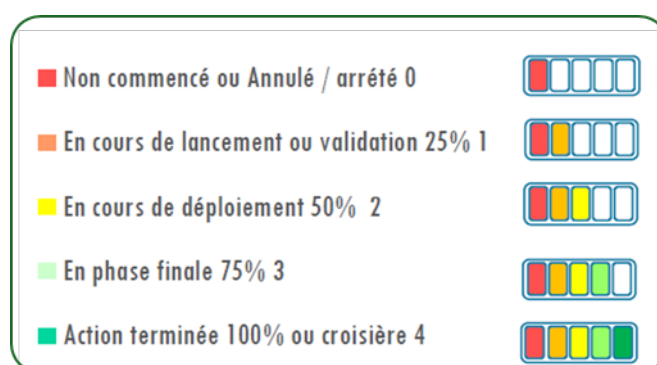 Non commencé ou Annulé / arrété 0
En cours de lancement ou validation 25% 1
En cours de déploiement 50% 2
En phase finale 75% 3
Action terminée 100% ou croisière 4